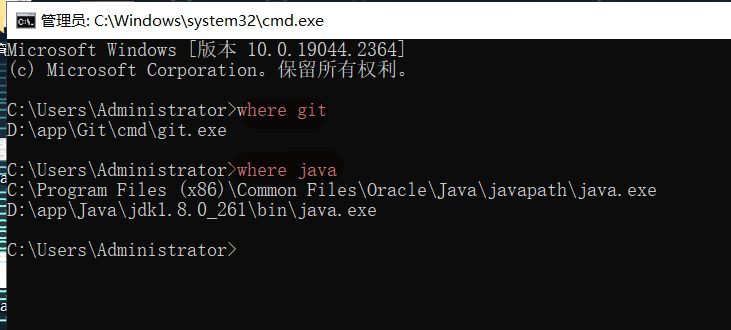 管理员: C:\Windows\system32\cmd.exe
Microsoft Windows [版本 10.0.19044.2364]
(c) Microsoft Corporation。保留所有权利。
C:\Users\Administrator>where git
D:\app\Git\cmd\git.exe
C:\Users\Administrator>where java
C:\Program Files (x86)\Common Files\Oracle\Java\javapath\java.exe
D:\app\Java\jdk1.8.0_261\bin\java.exe
C:\Users\Administrator>